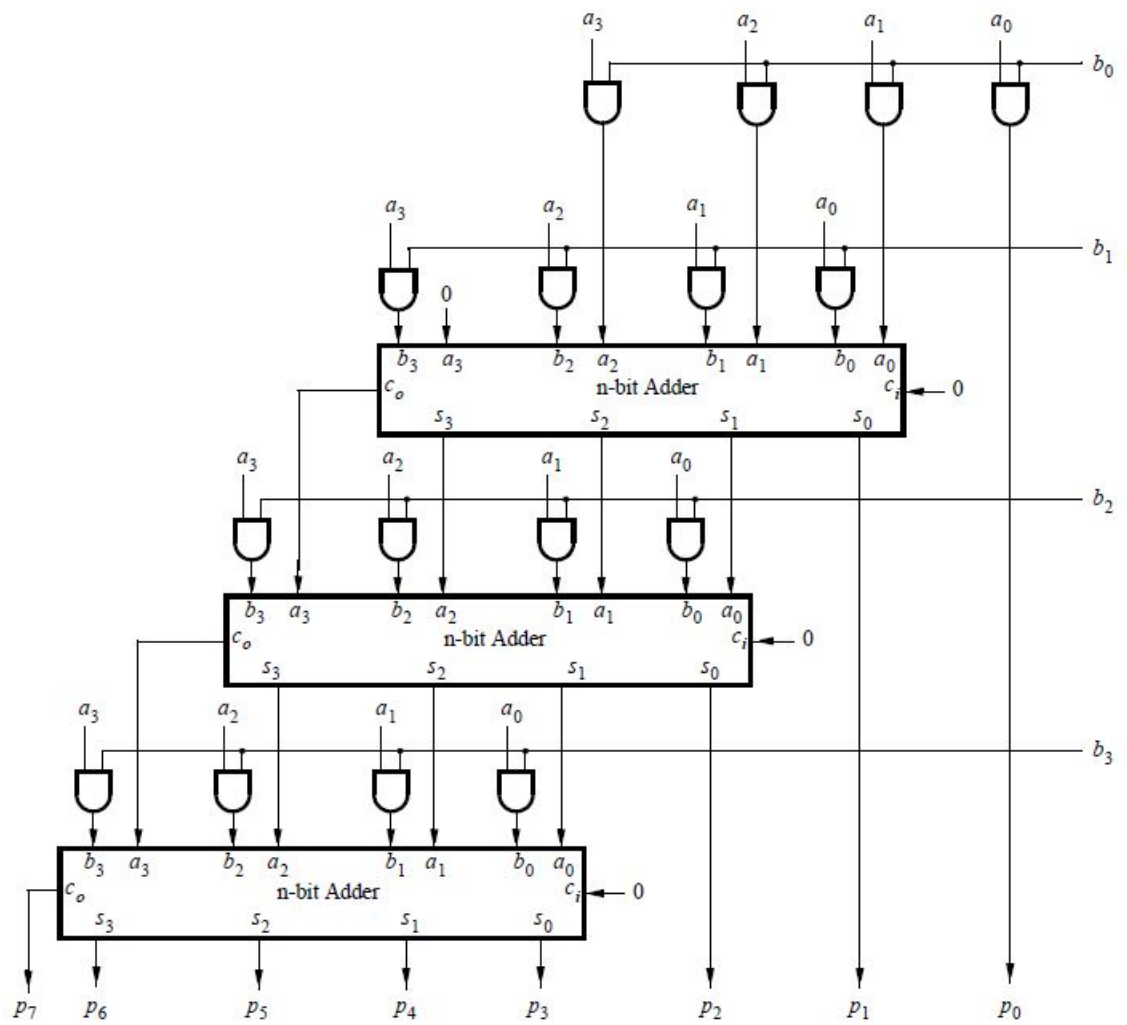 a₃ a₂ a₁ a₀
b₀
a₃ a₂ a₁ a₀
b₁
0
b₃ a₃ b₂ a₂ b₁ a₁ b₀ a₀
cₒ n-bit Adder cᵢ 0
s₃ s₂ s₁ s₀
a₃ a₂ a₁ a₀
b₂
b₃ a₃ b₂ a₂ b₁ a₁ b₀ a₀
cₒ n-bit Adder cᵢ 0
s₃ s₂ s₁ s₀
a₃ a₂ a₁ a₀
b₃
b₃ a₃ b₂ a₂ b₁ a₁ b₀ a₀
cₒ n-bit Adder cᵢ 0
s₃ s₂ s₁ s₀
p₇ p₆ p₅ p₄ p₃ p₂ p₁ p₀